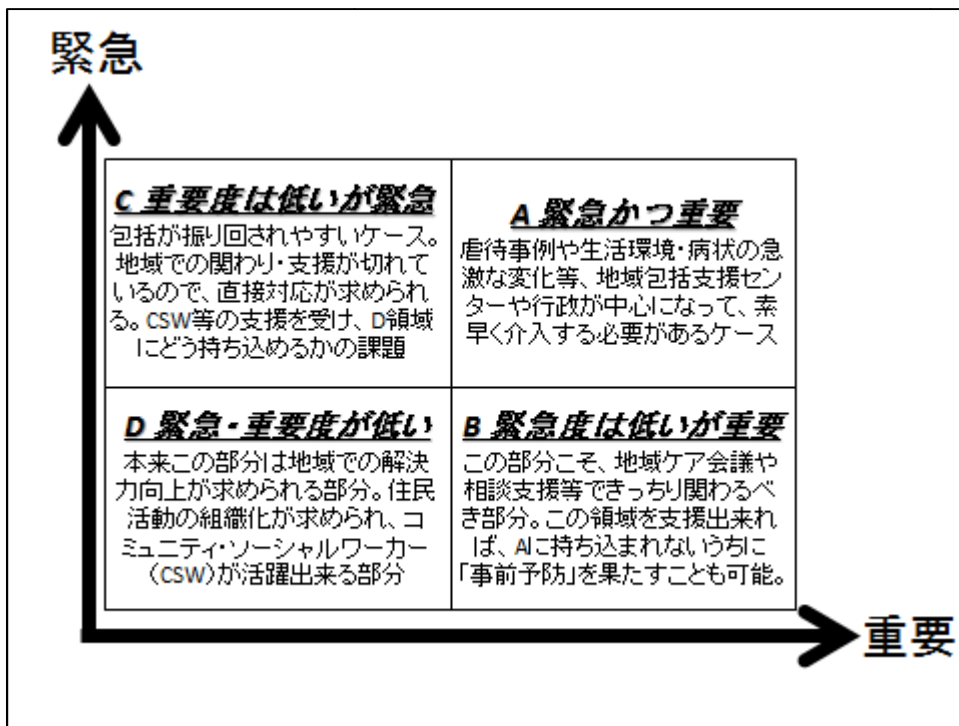 緊急
C 重要度は低いが緊急
包括が振り回されやすいケース。
地域での関わり・支援が切れて
いるので、直接対応が求められ
る。CSW等の支援を受け、D領域
にどう持ち込めるかの課題
A 緊急かつ重要
虐待事例や生活環境・病状の急
激な変化等、地域包括支援セン
ターや行政が中心になって、素
早く介入する必要があるケース
D 緊急・重要度が低い
本来この部分は地域での解決
力向上が求められる部分。住民
活動の組織化が求められ、コ
ミュニティ・ソーシャルワーカー
（CSW）が活躍出来る部分
B 緊急度は低いが重要
この部分こそ、地域ケア会議や
相談支援等できっちり関わるべ
き部分。この領域を支援出来れ
ば、Aに持ち込まれないうちに
「事前予防」を果たすことも可能。
重要